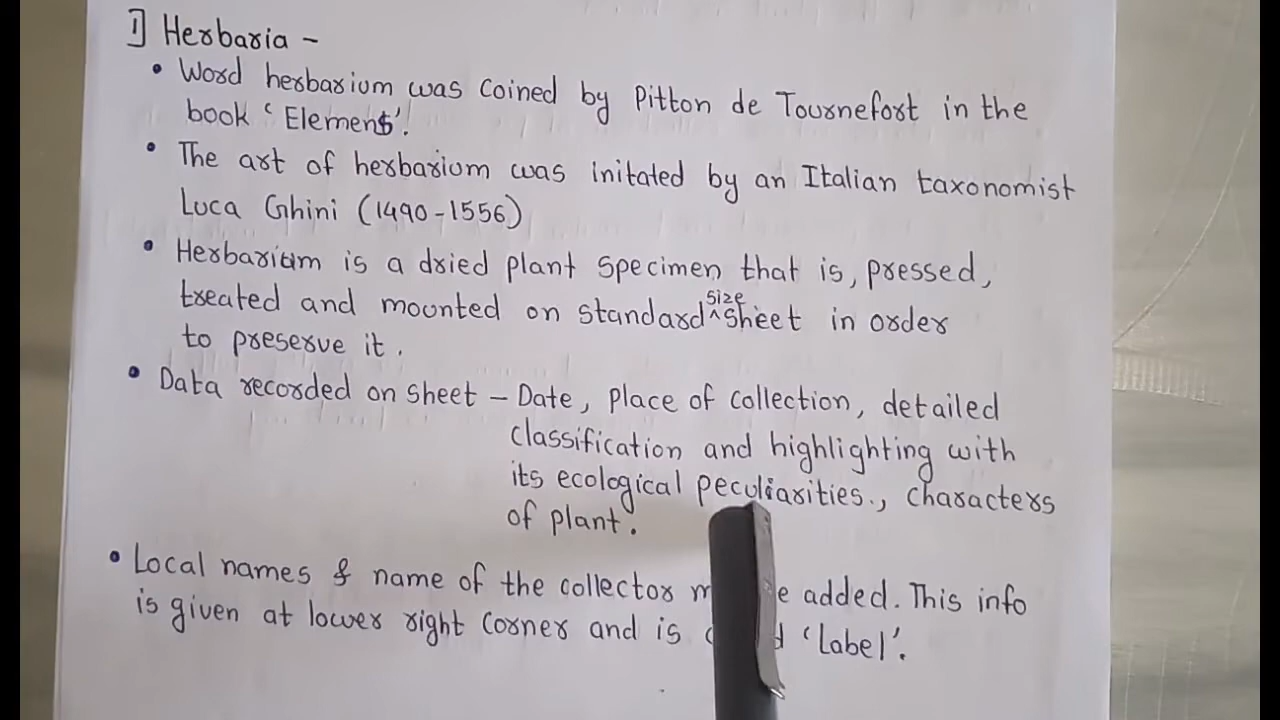 1] Herbaria -
• Word herbarium was coined by Pitton de Tournefort in the
book 'Elemens'.
• The art of herbarium was initated by an Italian taxonomist
Luca Ghini (1490-1556)
• Herbarium is a dried plant specimen that is, pressed,
treated and mounted on standard ^size sheet in order
to preserve it.
• Data recorded on sheet - Date, place of collection, detailed
classification and highlighting with
its ecological peculiarities., characters
of plant.
• Local names & name of the collector added. This info
is given at lower right corner and is 'Label'.